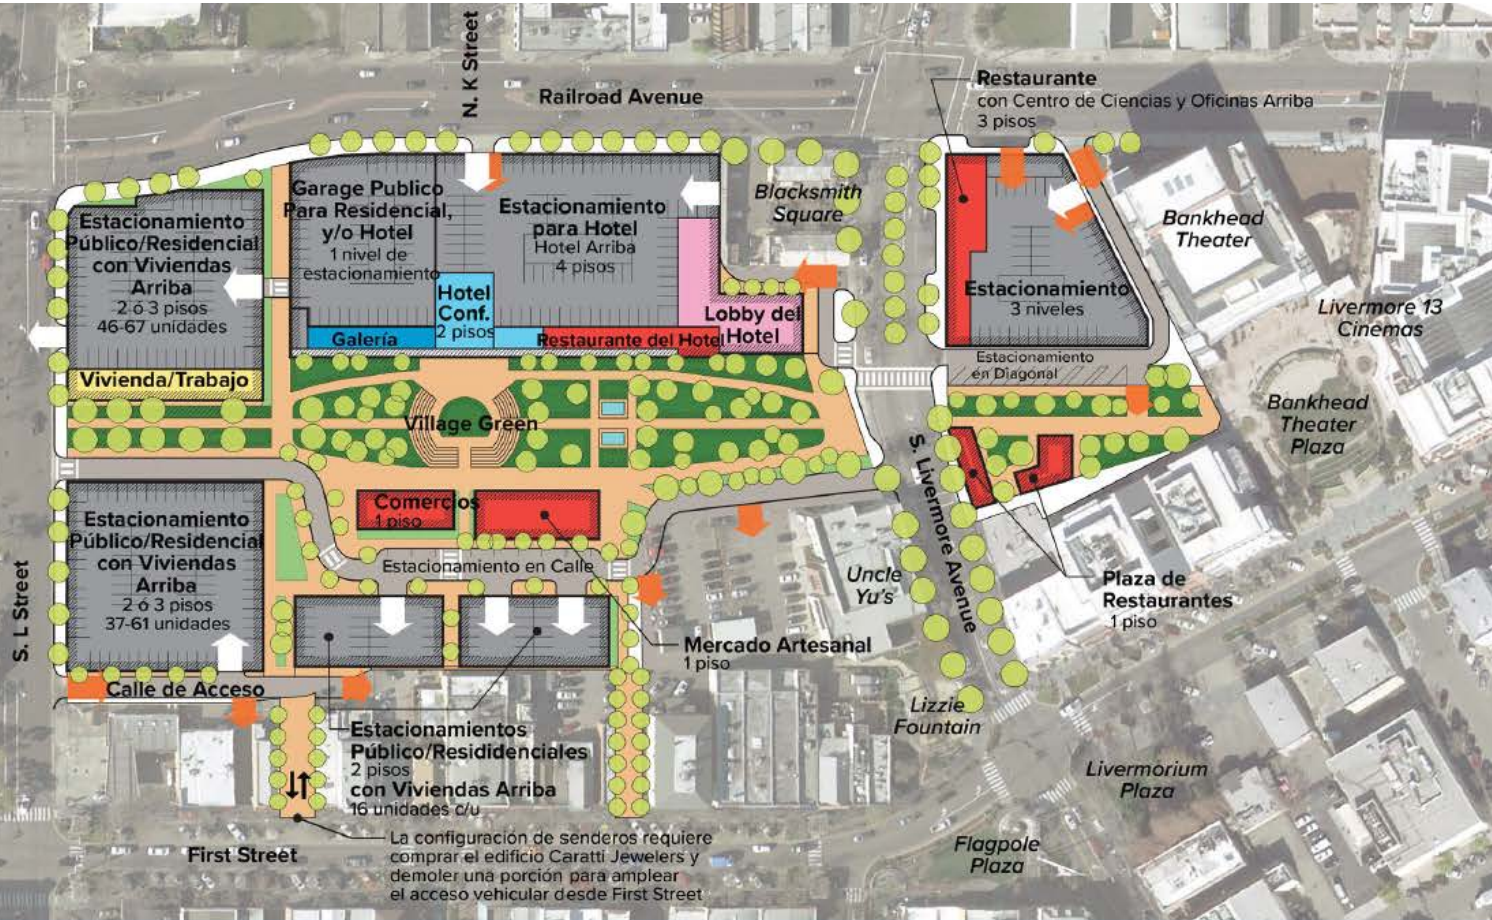 N. K Street
Railroad Avenue
Restaurante
con Centro de Ciencias y Oficinas Arriba
3 pisos
Garage Publico
Para Residencial,
y/o Hotel
1 nivel de
estacionamiento
Estacionamiento
para Hotel
Hotel Arriba
4 pisos
Blacksmith
Square
Bankhead
Theater
Estacionamiento
Público/Residencial
con Viviendas
Arriba
2 ó 3 pisos
46-67 unidades
Hotel
Conf.
2 pisos
Lobby del
Hotel
Galería
Restaurante del Hotel
Estacionamiento
3 niveles
Livermore 13
Cinemas
Estacionamiento
en Diagonal
Vivienda/Trabajo
Village Green
Bankhead
Theater
Plaza
S. Livermore Avenue
Comercios
1 piso
Estacionamiento
Público/Residencial
con Viviendas
Arriba
2 ó 3 pisos
37-61 unidades
Estacionamiento en Calle
Uncle
Yu's
Plaza de
Restaurantes
1 piso
S. L Street
Mercado Artesanal
1 piso
Calle de Acceso
Lizzie
Fountain
Estacionamientos
Público/Resididenciales
2 pisos
con Viviendas Arriba
16 unidades c/u
Livermorium
Plaza
First Street
La configuración de senderos requiere
comprar el edificio Caratti Jewelers y
demoler una porción para amplear
el acceso vehicular desde First Street
Flagpole
Plaza